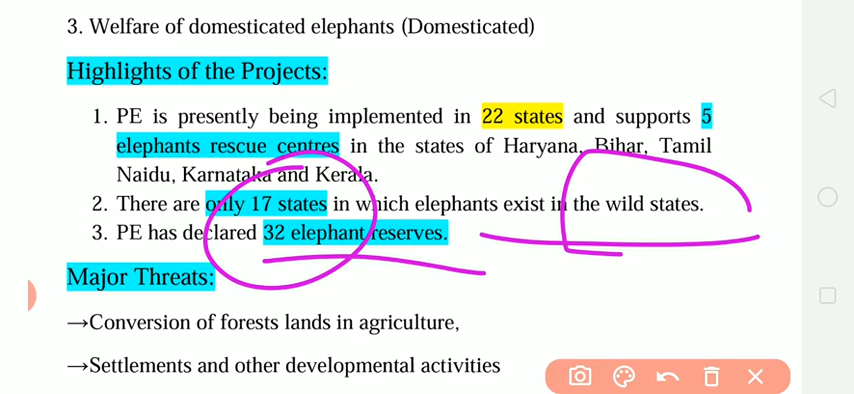 3. Welfare of domesticated elephants (Domesticated)
Highlights of the Projects:
1. PE is presently being implemented in 22 states and supports 5
elephants rescue centres in the states of Haryana, Bihar, Tamil
Naidu, Karnataka and Kerala.
2. There are only 17 states in which elephants exist in the wild states.
3. PE has declared 32 elephant reserves.
Major Threats:
→Conversion of forests lands in agriculture,
→Settlements and other developmental activities